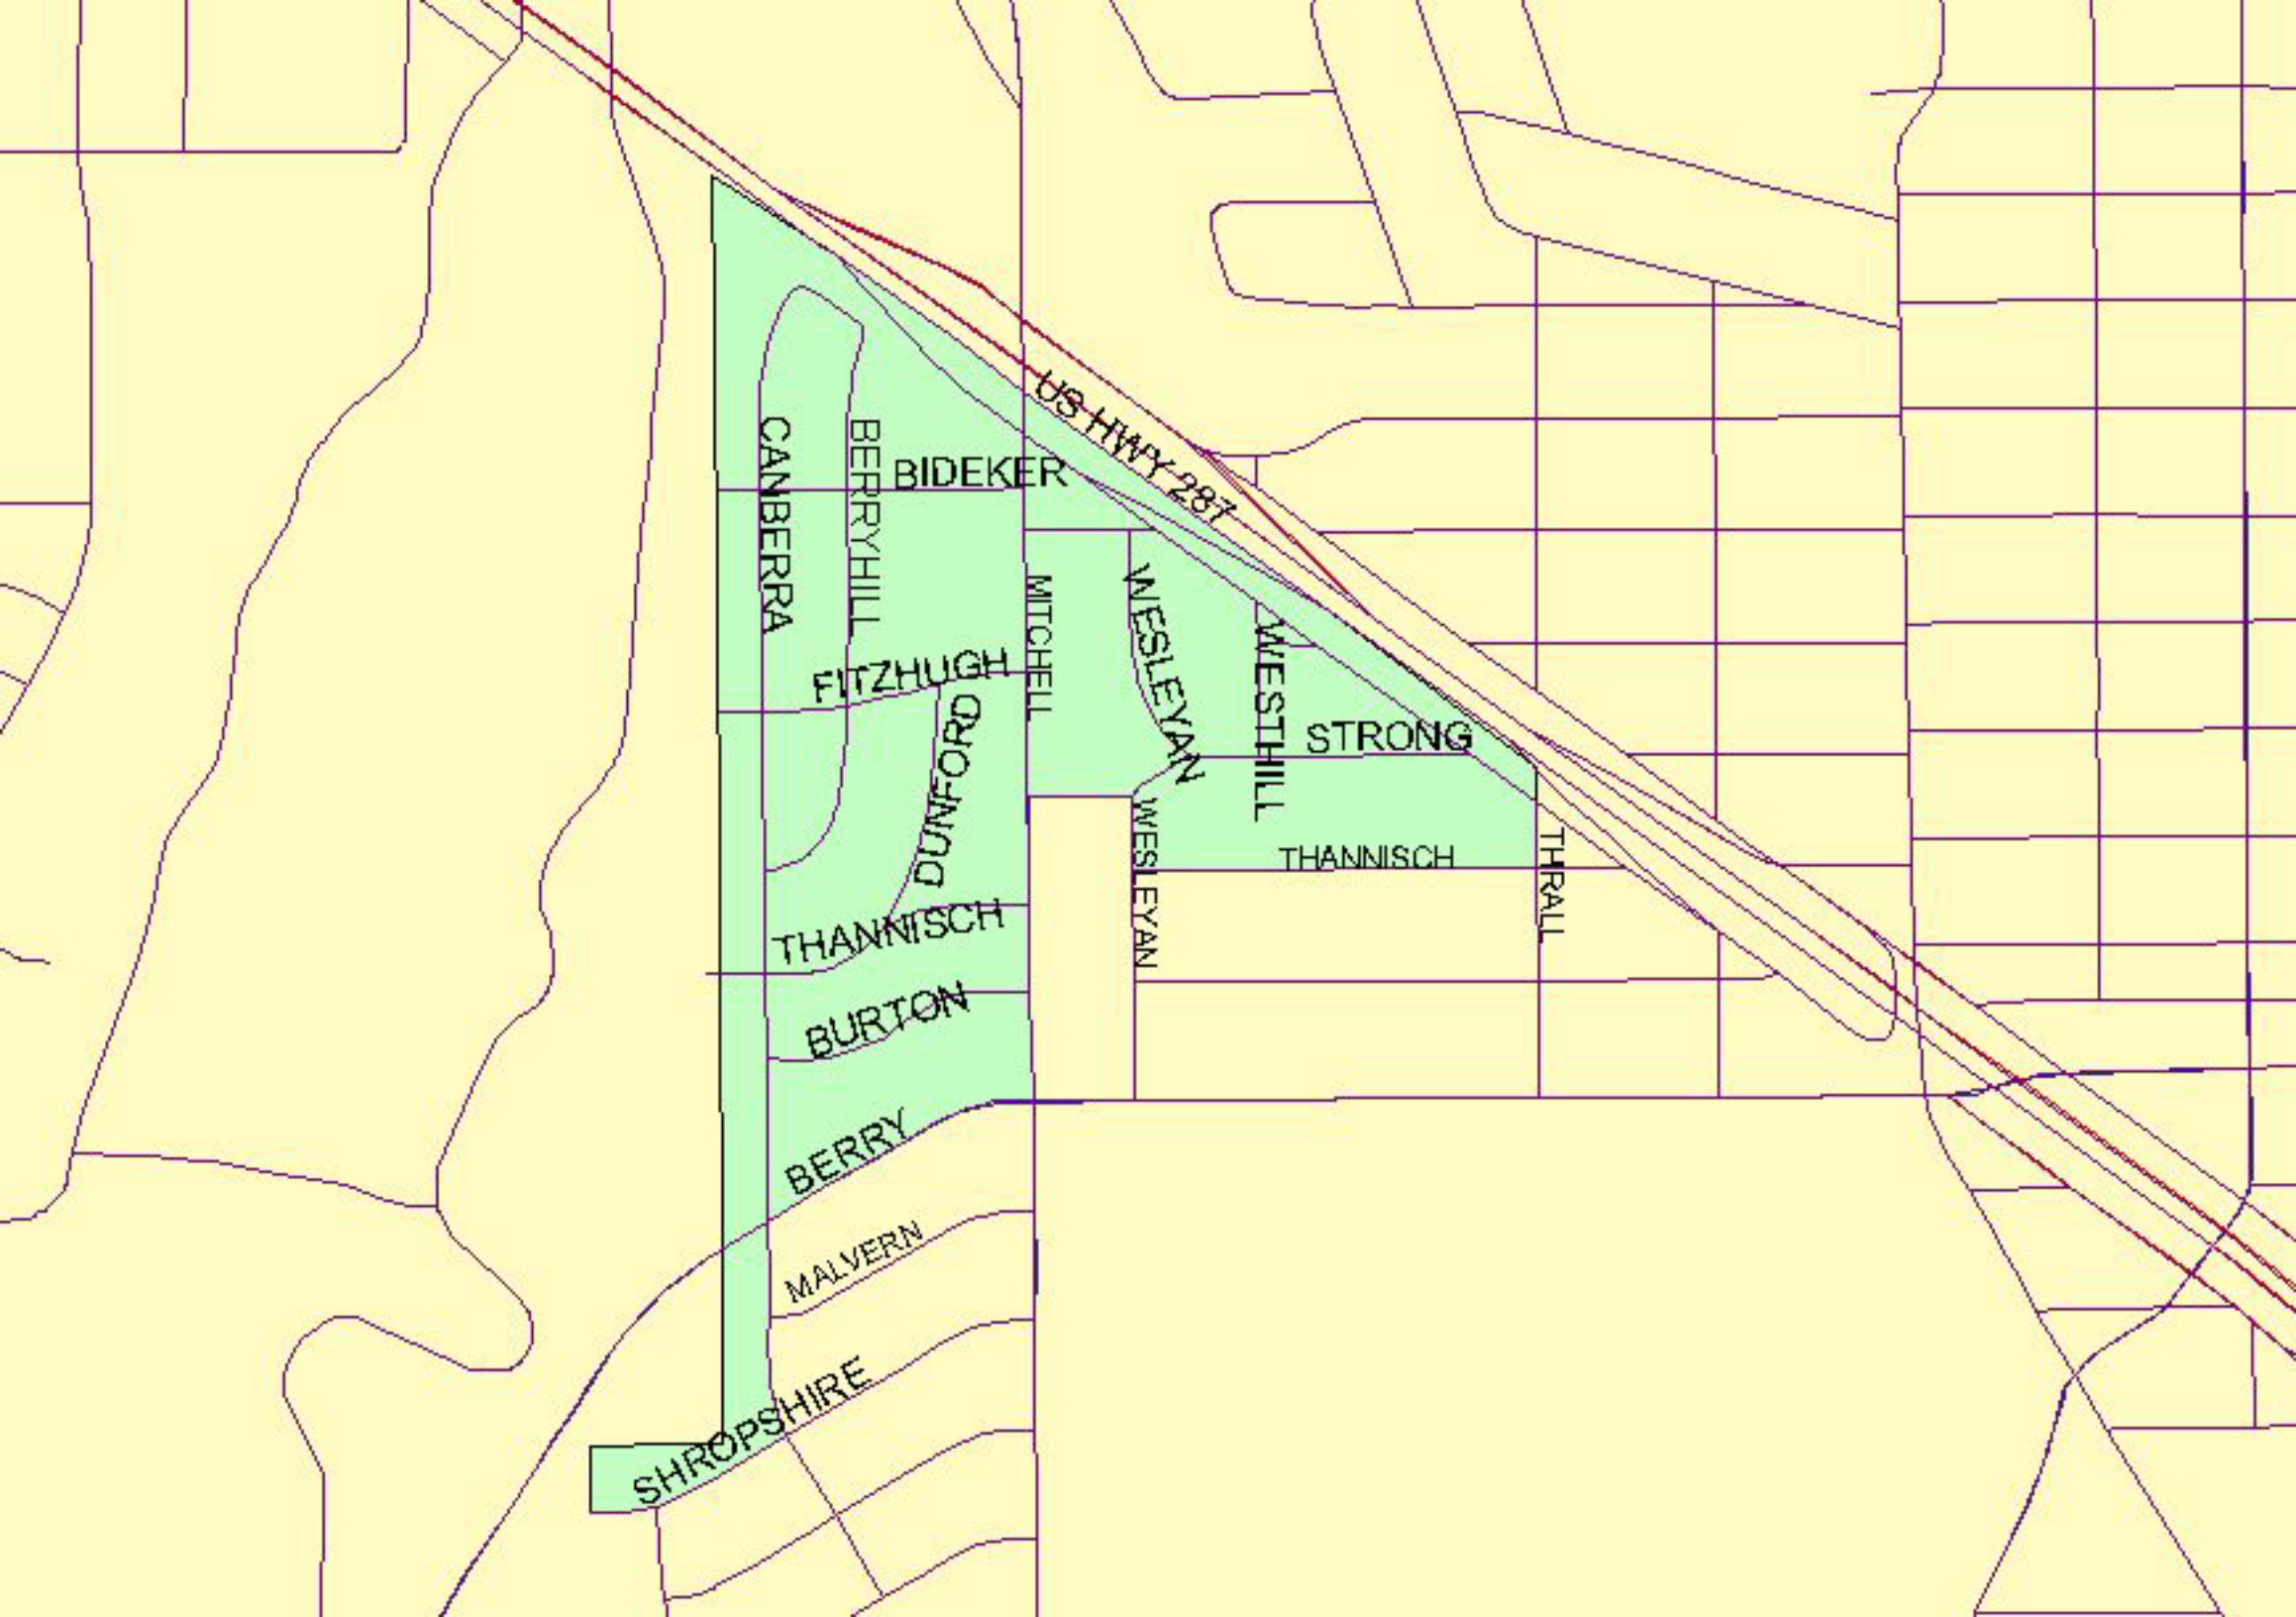 US HWY 287
CANBERRA
BERRYHILL
BIDEKER
MITCHELL
WESLEYAN
WESTHILL
FITZHUGH
DUNFORD
STRONG
WESLEYAN
THANNISCH
THRALL
THANNISCH
BURTON
BERRY
MALVERN
SHROPSHIRE